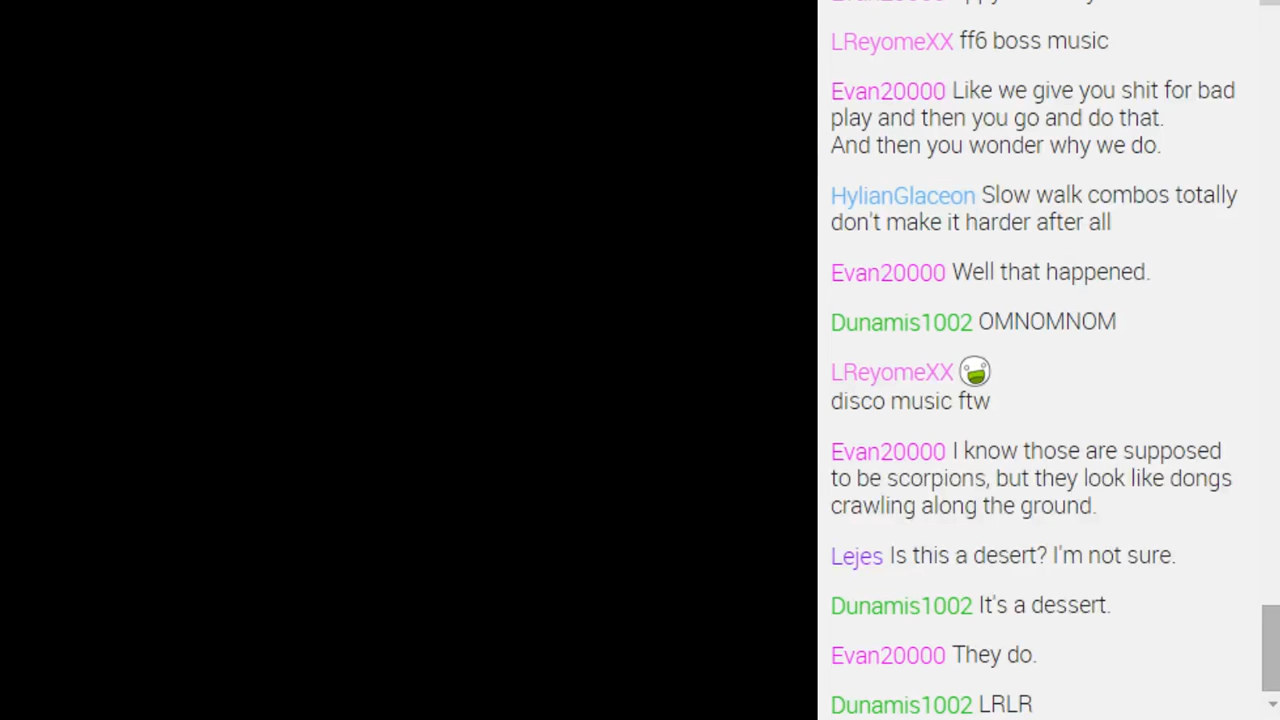 LReyomeXX ff6 boss music
Evan20000 Like we give you shit for bad
play and then you go and do that.
And then you wonder why we do.
HylianGlaceon Slow walk combos totally
don't make it harder after all
Evan20000 Well that happened.
Dunamis1002 OMNOMNOM
LReyomeXX
disco music ftw
Evan20000 I know those are supposed
to be scorpions, but they look like dongs
crawling along the ground.
Lejes Is this a desert? I'm not sure.
Dunamis1002 It's a dessert.
Evan20000 They do.
Dunamis1002 LRLR